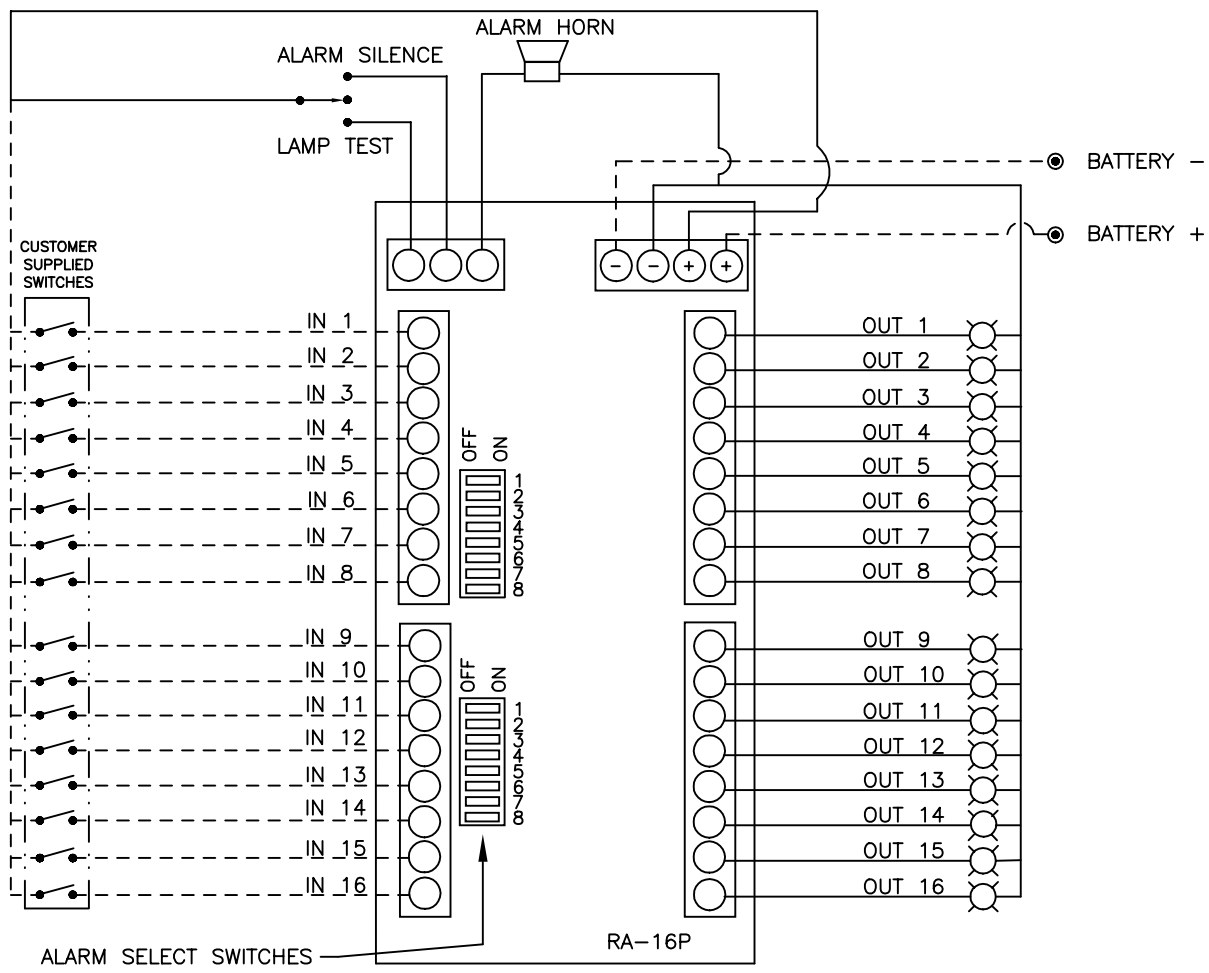 ALARM HORN
ALARM SILENCE
LAMP TEST
BATTERY −
BATTERY +
CUSTOMER
SUPPLIED
SWITCHES
− − + +
IN 1
IN 2
IN 3
IN 4
IN 5
IN 6
IN 7
IN 8
OFF
ON
1
2
3
4
5
6
7
8
OUT 1
OUT 2
OUT 3
OUT 4
OUT 5
OUT 6
OUT 7
OUT 8
IN 9
IN 10
IN 11
IN 12
IN 13
IN 14
IN 15
IN 16
OFF
ON
1
2
3
4
5
6
7
8
OUT 9
OUT 10
OUT 11
OUT 12
OUT 13
OUT 14
OUT 15
OUT 16
RA−16P
ALARM SELECT SWITCHES